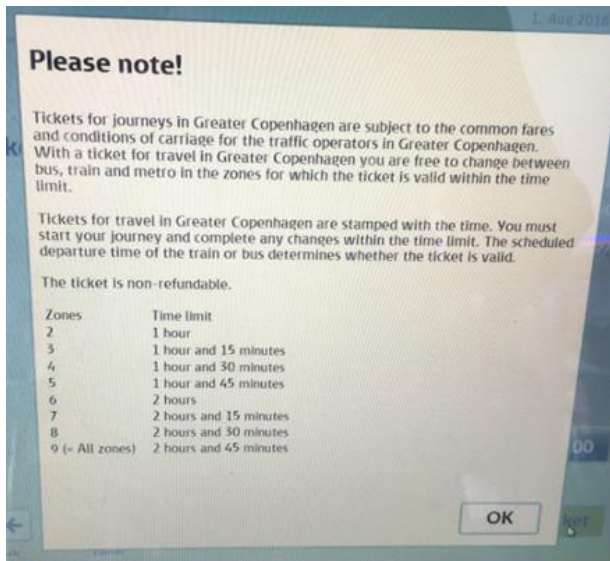 1. Aug 2016
Please note!
Tickets for journeys in Greater Copenhagen are subject to the common fares
and conditions of carriage for the traffic operators in Greater Copenhagen.
With a ticket for travel in Greater Copenhagen you are free to change between
bus, train and metro in the zones for which the ticket is valid within the time
limit.
Tickets for travel in Greater Copenhagen are stamped with the time. You must
start your journey and complete any changes within the time limit. The scheduled
departure time of the train or bus determines whether the ticket is valid.
The ticket is non-refundable.
Zones Time limit
2 1 hour
3 1 hour and 15 minutes
4 1 hour and 30 minutes
5 1 hour and 45 minutes
6 2 hours
7 2 hours and 15 minutes
8 2 hours and 30 minutes
9 (= All zones) 2 hours and 45 minutes
00
OK